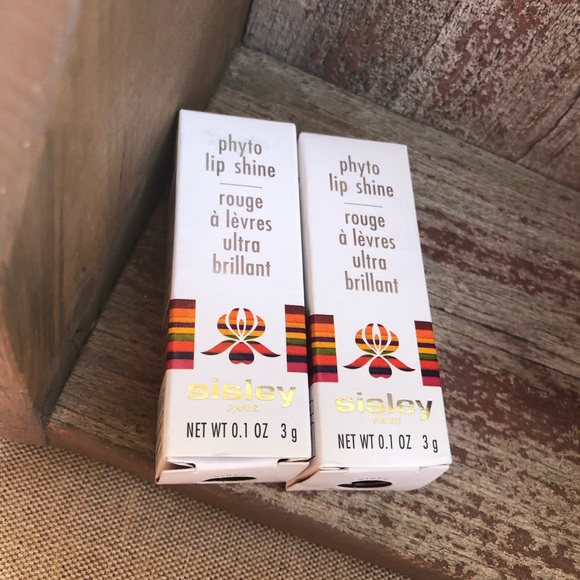 phyto
lip shine
rouge
à lèvres
ultra
brillant
sisley
PARIS
NET WT 0.1 OZ 3 g
phyto
lip shine
rouge
à lèvres
ultra
brillant
sisley
PARIS
NET WT 0.1 OZ 3 g